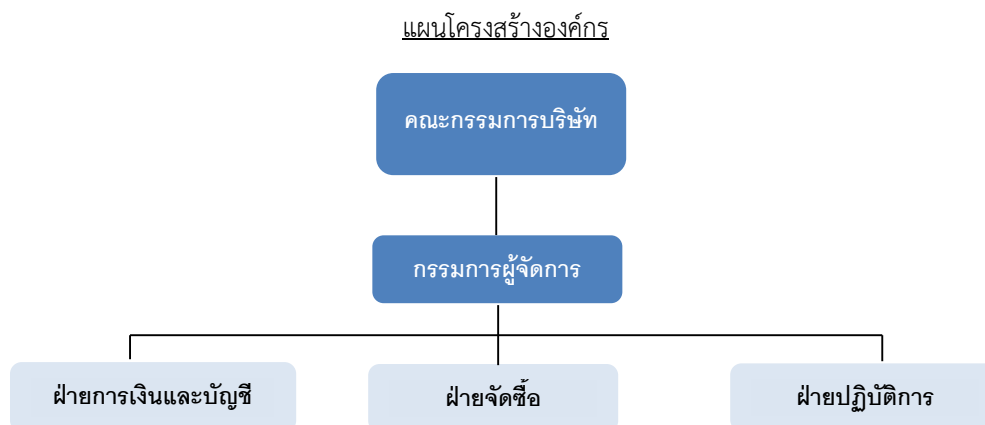 แผนโครงสร้างองค์กร
คณะกรรมการบริษัท
กรรมการผู้จัดการ
ฝ่ายการเงินและบัญชี
ฝ่ายจัดซื้อ
ฝ่ายปฏิบัติการ